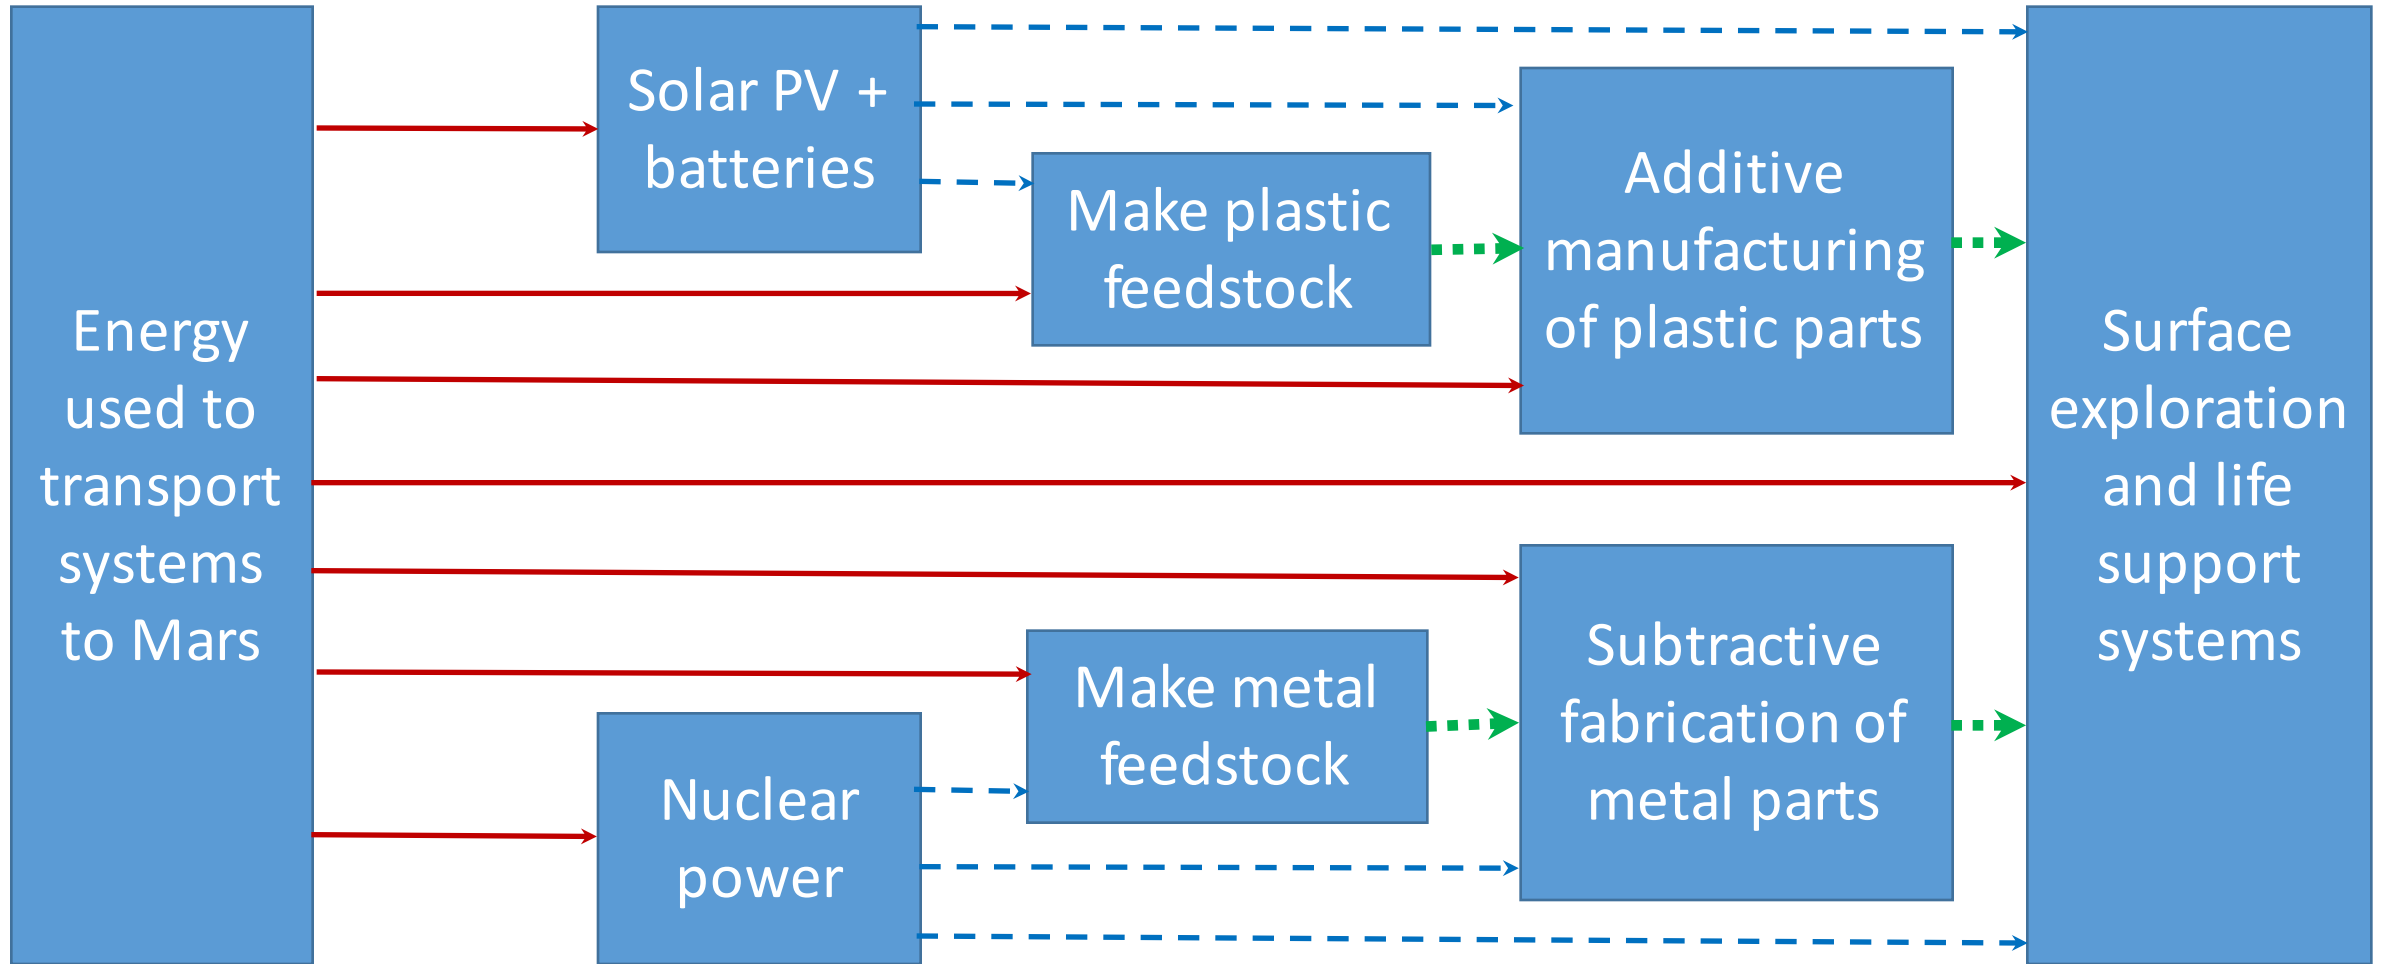 Energy
used to
transport
systems
to Mars
Solar PV +
batteries
Make plastic
feedstock
Additive
manufacturing
of plastic parts
Surface
exploration
and life
support
systems
Nuclear
power
Make metal
feedstock
Subtractive
fabrication of
metal parts